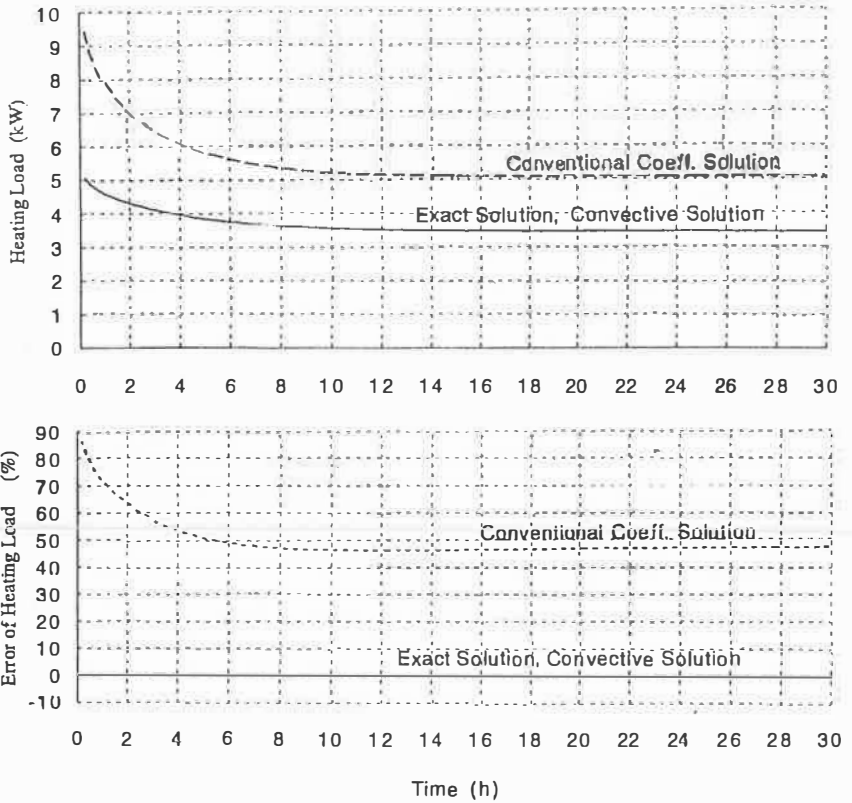 10
9
8
7
6
5
4
3
2
1
0
Heating Load (kW)
Conventional Coeff. Solution
Exact Solution, Convective Solution
0 2 4 6 8 10 12 14 16 18 20 22 24 26 28 30
90
80
70
60
50
40
30
20
10
0
-10
Error of Heating Load (%)
Conventional Coeff. Solution
Exact Solution, Convective Solution
0 2 4 6 8 10 12 14 16 18 20 22 24 26 28 30
Time (h)